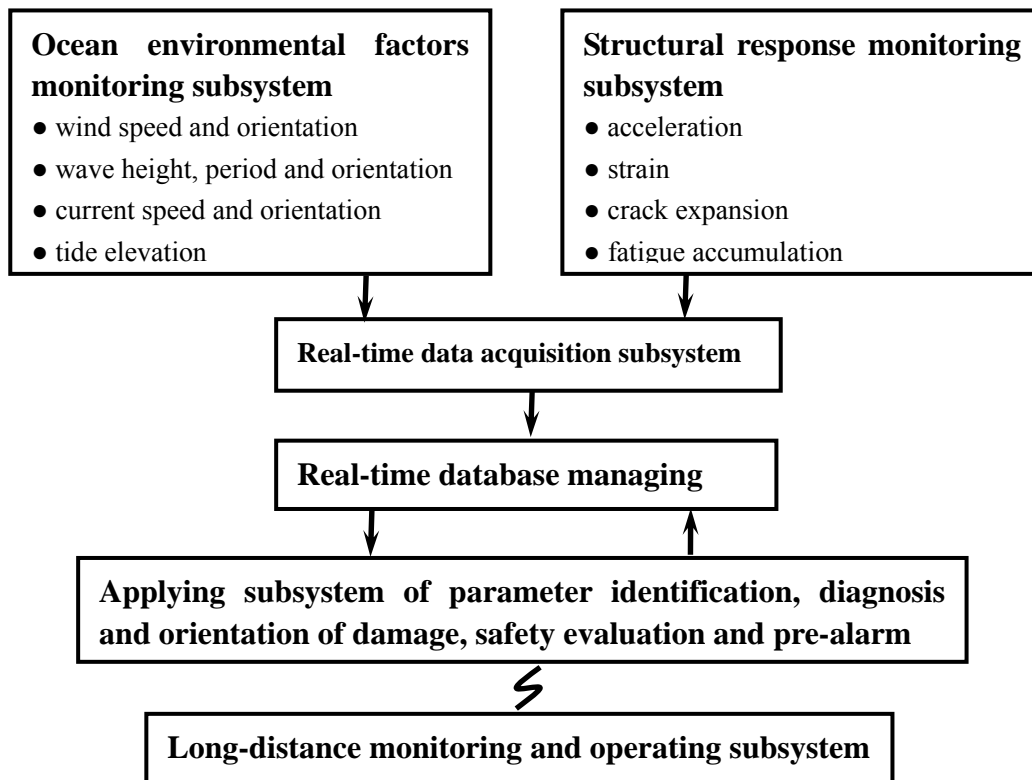 Ocean environmental factors
monitoring subsystem
● wind speed and orientation
● wave height, period and orientation
● current speed and orientation
● tide elevation
Structural response monitoring
subsystem
● acceleration
● strain
● crack expansion
● fatigue accumulation
Real-time data acquisition subsystem
Real-time database managing
Applying subsystem of parameter identification, diagnosis
and orientation of damage, safety evaluation and pre-alarm
Long-distance monitoring and operating subsystem